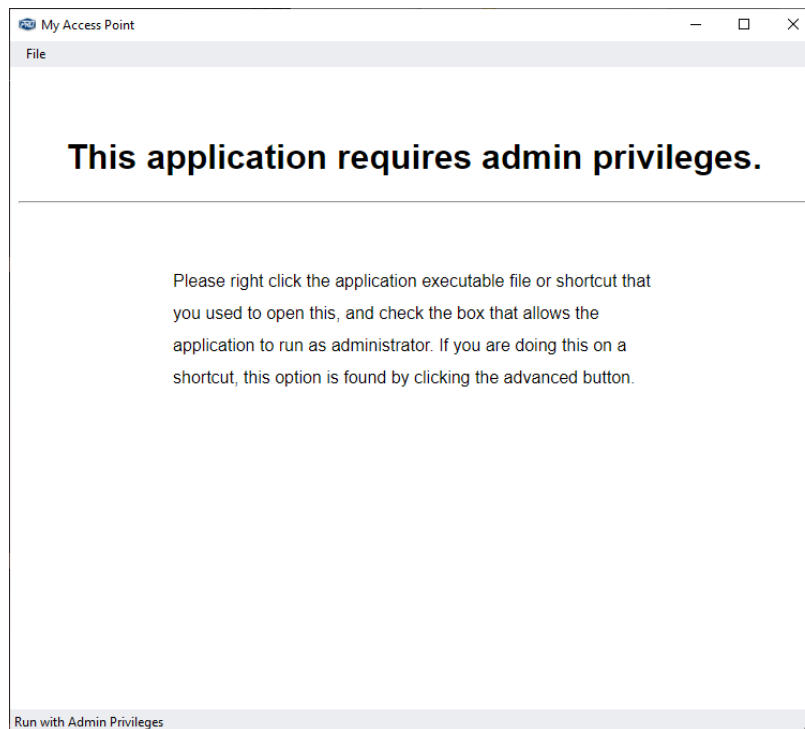 My Access Point
File
This application requires admin privileges.
Please right click the application executable file or shortcut that
you used to open this, and check the box that allows the
application to run as administrator. If you are doing this on a
shortcut, this option is found by clicking the advanced button.
Run with Admin Privileges